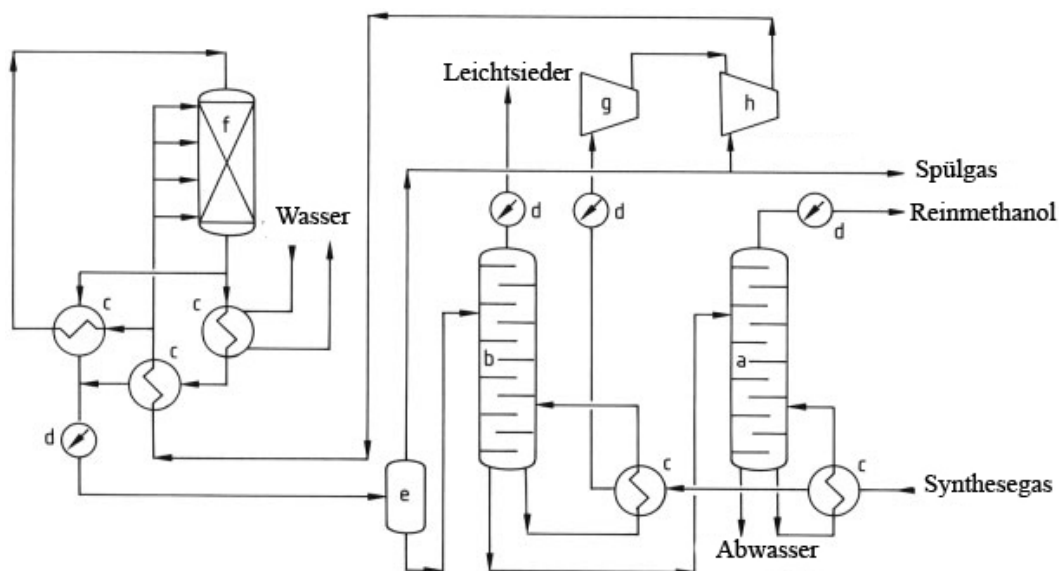 Leichtsieder
g
h
f
Spülgas
d
d
Reinmethanol
d
Wasser
c
c
c
b
a
d
c
c
e
Synthesegas
Abwasser